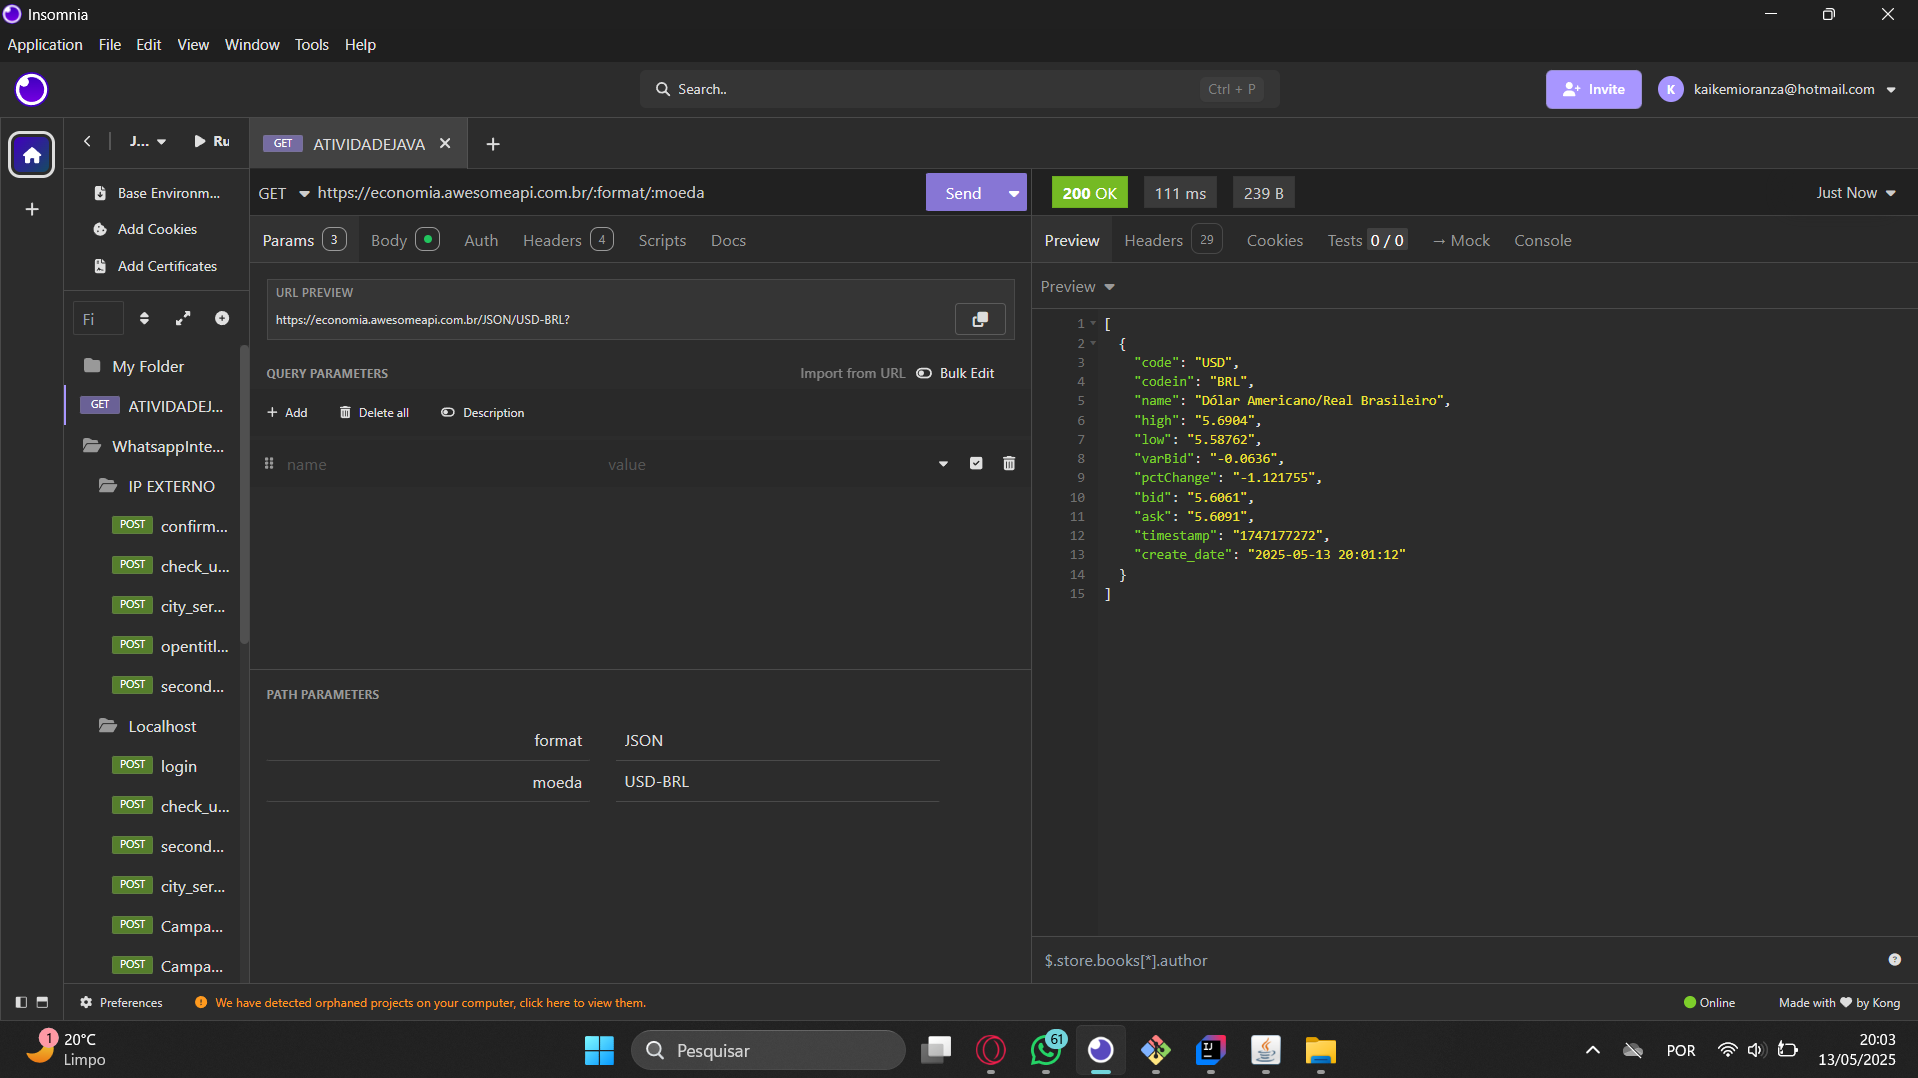 Insomnia
Application File Edit View Window Tools Help
Search.. Ctrl + P
Invite
K kaikemioranza@hotmail.com
J... Ru
GET ATIVIDADEJAVA
Base Environm...
Add Cookies
Add Certificates
Fi
My Folder
GET ATIVIDADEJ...
WhatsappInte...
IP EXTERNO
POST confirm...
POST check_u...
POST city_ser...
POST opentitl...
POST second...
Localhost
POST login
POST check_u...
POST second...
POST city_ser...
POST Campa...
POST Campa...
GET https://economia.awesomeapi.com.br/:format/:moeda Send
Params 3 Body Auth Headers 4 Scripts Docs
URL PREVIEW
https://economia.awesomeapi.com.br/JSON/USD-BRL?
QUERY PARAMETERS Import from URL Bulk Edit
Add Delete all Description
name value
PATH PARAMETERS
format JSON
moeda USD-BRL
200 OK 111 ms 239 B Just Now
Preview Headers 29 Cookies Tests 0 / 0 → Mock Console
Preview
1 [
2 {
3 "code": "USD",
4 "codein": "BRL",
5 "name": "Dólar Americano/Real Brasileiro",
6 "high": "5.6904",
7 "low": "5.58762",
8 "varBid": "-0.0636",
9 "pctChange": "-1.121755",
10 "bid": "5.6061",
11 "ask": "5.6091",
12 "timestamp": "1747177272",
13 "create_date": "2025-05-13 20:01:12"
14 }
15 ]
$.store.books[*].author
Preferences We have detected orphaned projects on your computer, click here to view them. Online Made with ❤ by Kong
1 20°C
Limpo
Pesquisar
61
IJ
POR
20:03
13/05/2025